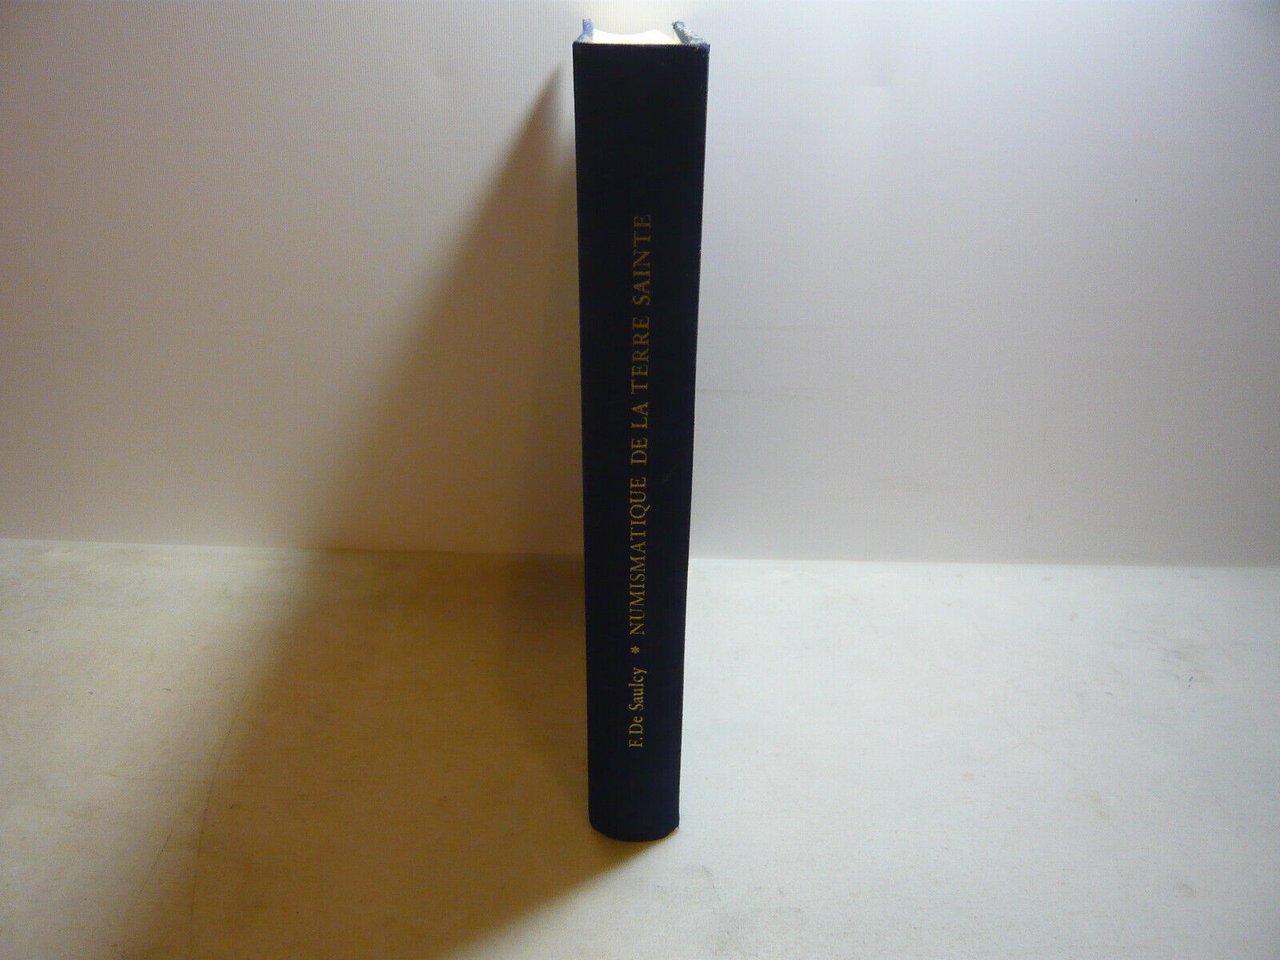 F. De Saulcy * NUMISMATIQUE DE LA TERRE SAINTE